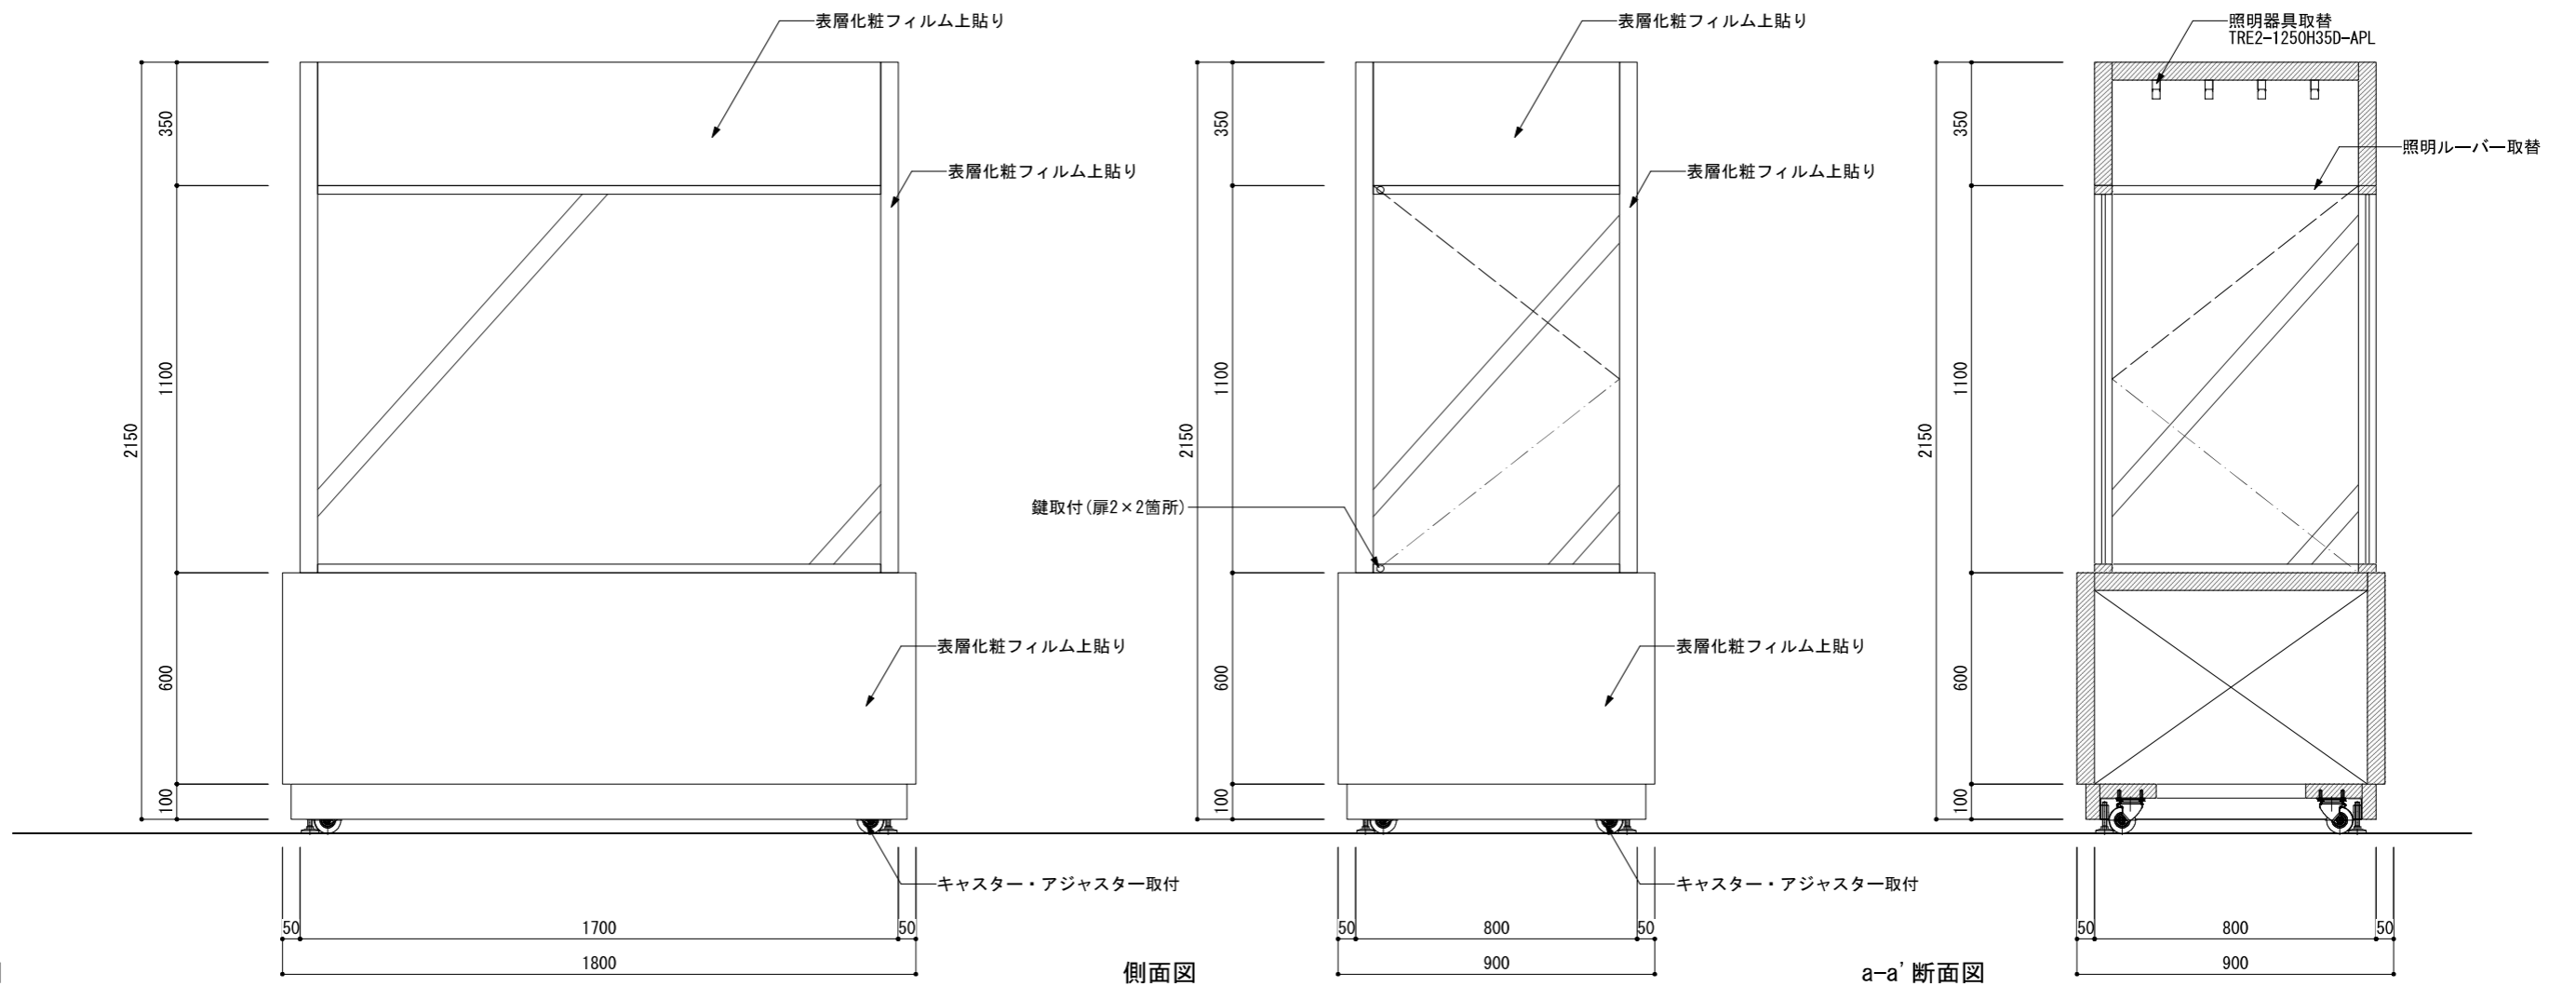 表層化粧フィルム上貼り
表層化粧フィルム上貼り
照明器具取替
TRE2-1250H35D-APL
350
350
350
照明ルーバー取替
表層化粧フィルム上貼り
表層化粧フィルム上貼り
1100
1100
1100
2150
2150
2150
鍵取付(扉2×2箇所)
表層化粧フィルム上貼り
表層化粧フィルム上貼り
600
600
600
100
100
100
キャスター・アジャスター取付
キャスター・アジャスター取付
50
1700
50
50
800
50
50
800
50
1800
900
900
側面図
a-a' 断面図